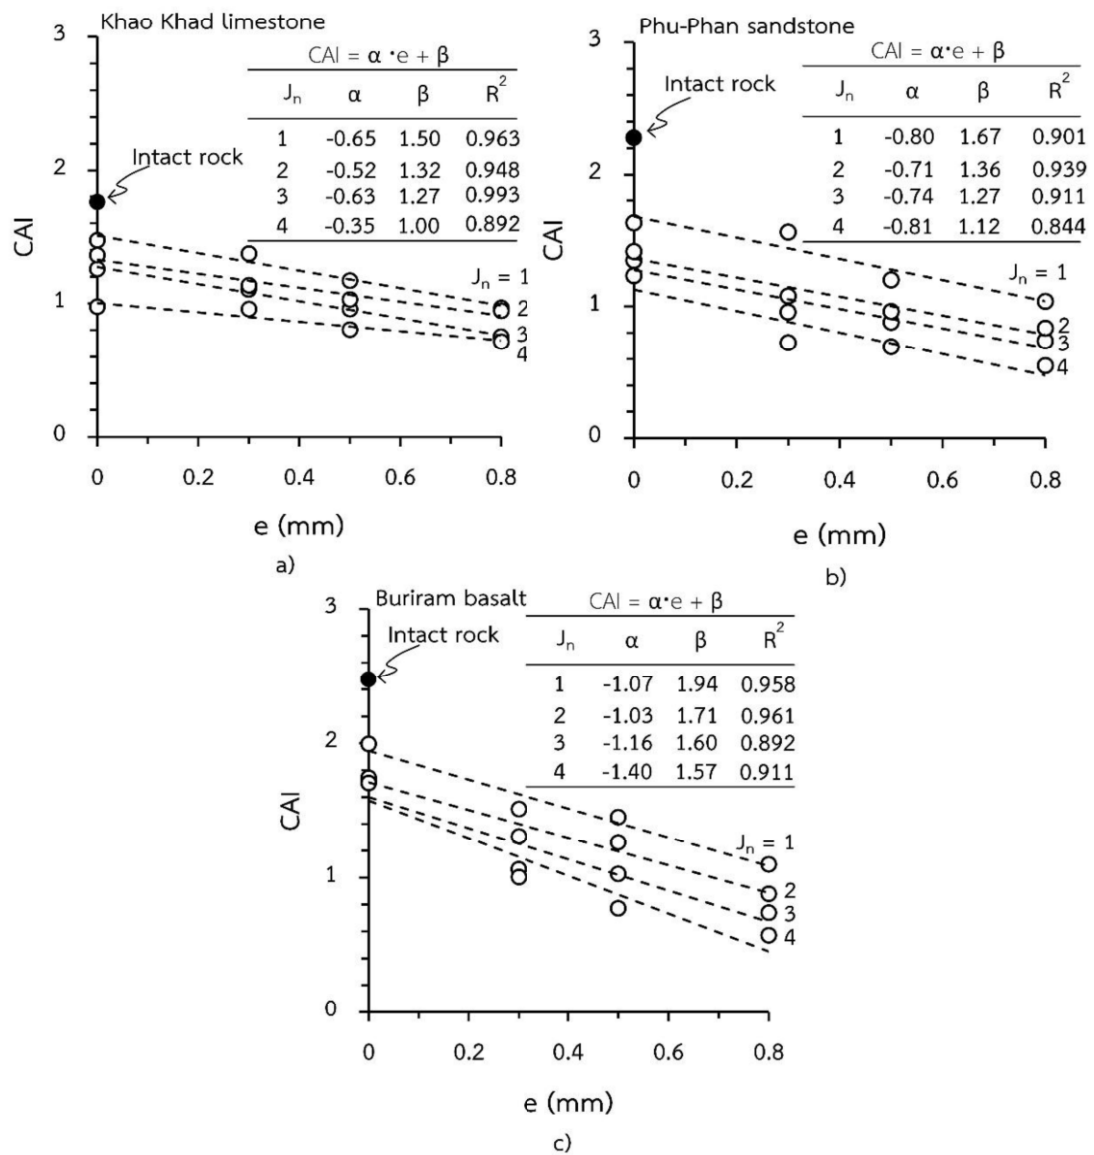 Khao Khad limestone
CAI = α·e + β
Jn α β R²
1 -0.65 1.50 0.963
2 -0.52 1.32 0.948
3 -0.63 1.27 0.993
4 -0.35 1.00 0.892
Intact rock
Jn = 1
2
3
4
3
2
1
0
CAI
0 0.2 0.4 0.6 0.8
e (mm)
a)
Phu-Phan sandstone
CAI = α·e + β
Jn α β R²
1 -0.80 1.67 0.901
2 -0.71 1.36 0.939
3 -0.74 1.27 0.911
4 -0.81 1.12 0.844
Intact rock
Jn = 1
2
3
4
3
2
1
0
CAI
0 0.2 0.4 0.6 0.8
e (mm)
b)
Buriram basalt
CAI = α·e + β
Jn α β R²
1 -1.07 1.94 0.958
2 -1.03 1.71 0.961
3 -1.16 1.60 0.892
4 -1.40 1.57 0.911
Intact rock
Jn = 1
2
3
4
3
2
1
0
CAI
0 0.2 0.4 0.6 0.8
e (mm)
c)